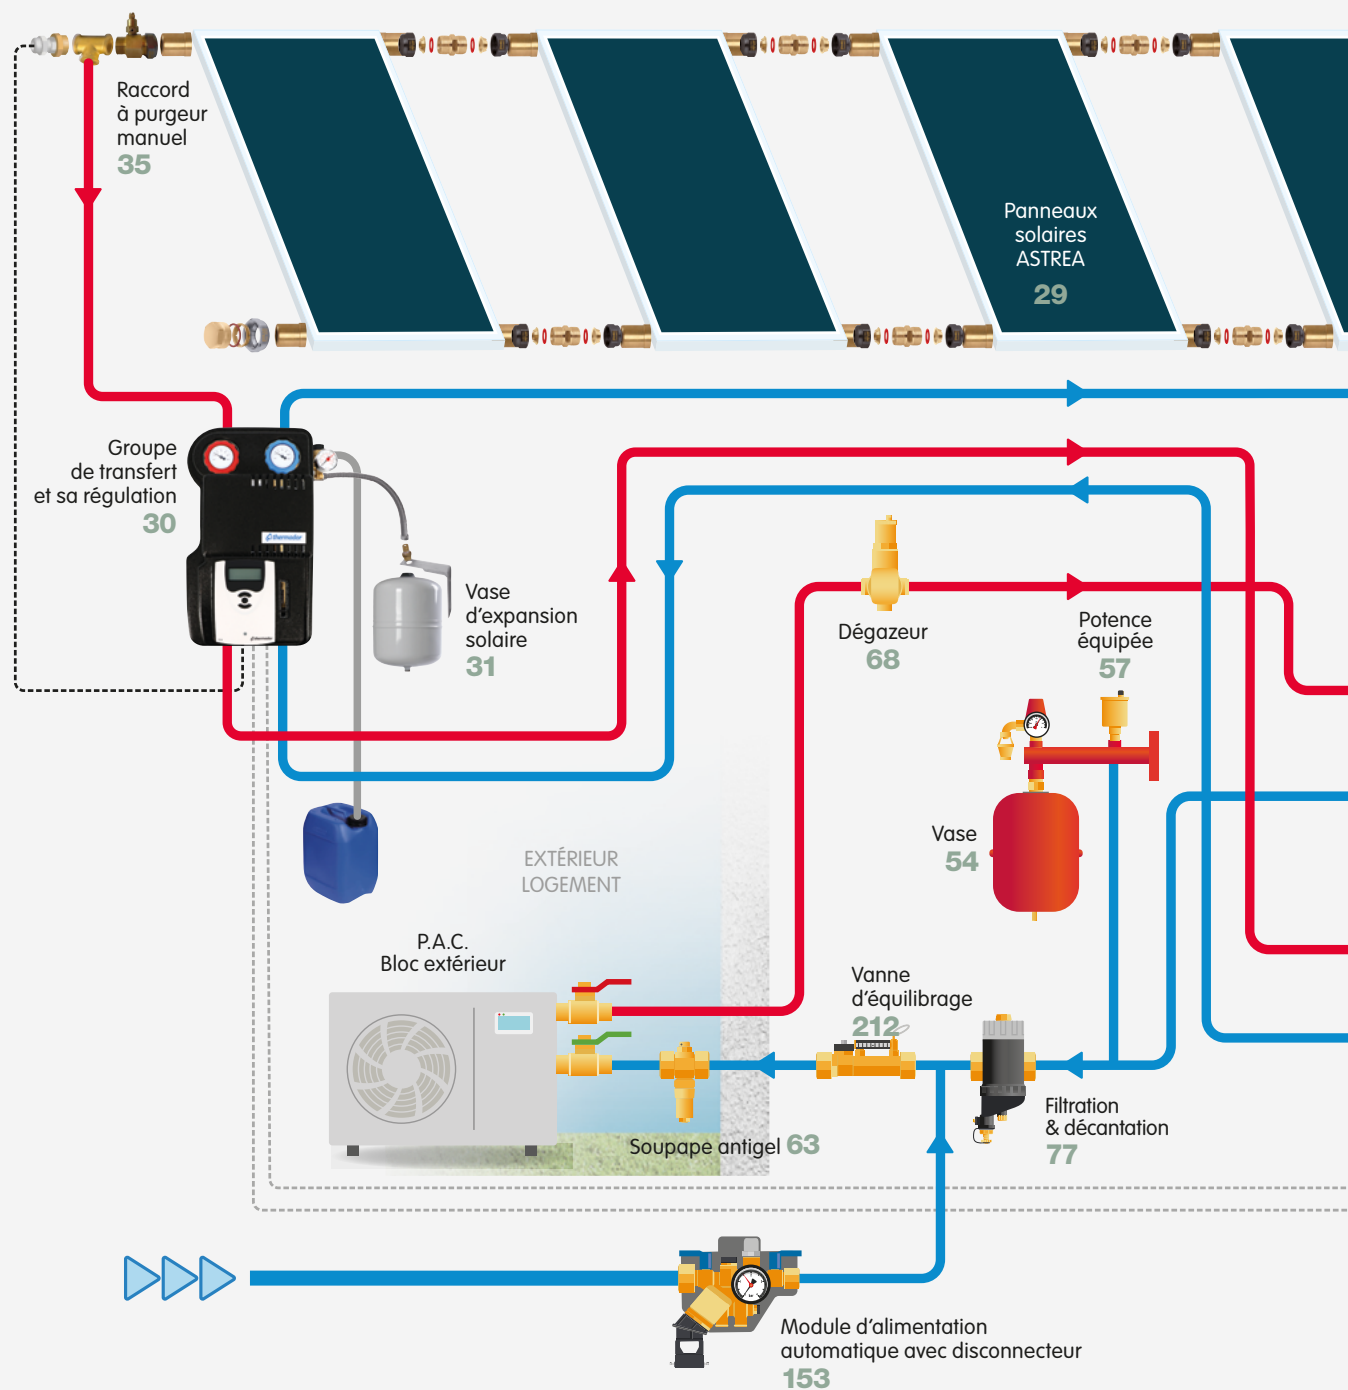 Raccord
à purgeur
manuel
35
Panneaux
solaires
ASTREA
29
Groupe
de transfert
et sa régulation
30
thermador
Vase
d'expansion
solaire
31
Dégazeur
68
Potence
équipée
57
Vase
54
EXTÉRIEUR
LOGEMENT
P.A.C.
Bloc extérieur
Vanne
d'équilibrage
212
Filtration
& décantation
77
Soupape antigel 63
Module d'alimentation
automatique avec disconnecteur
153